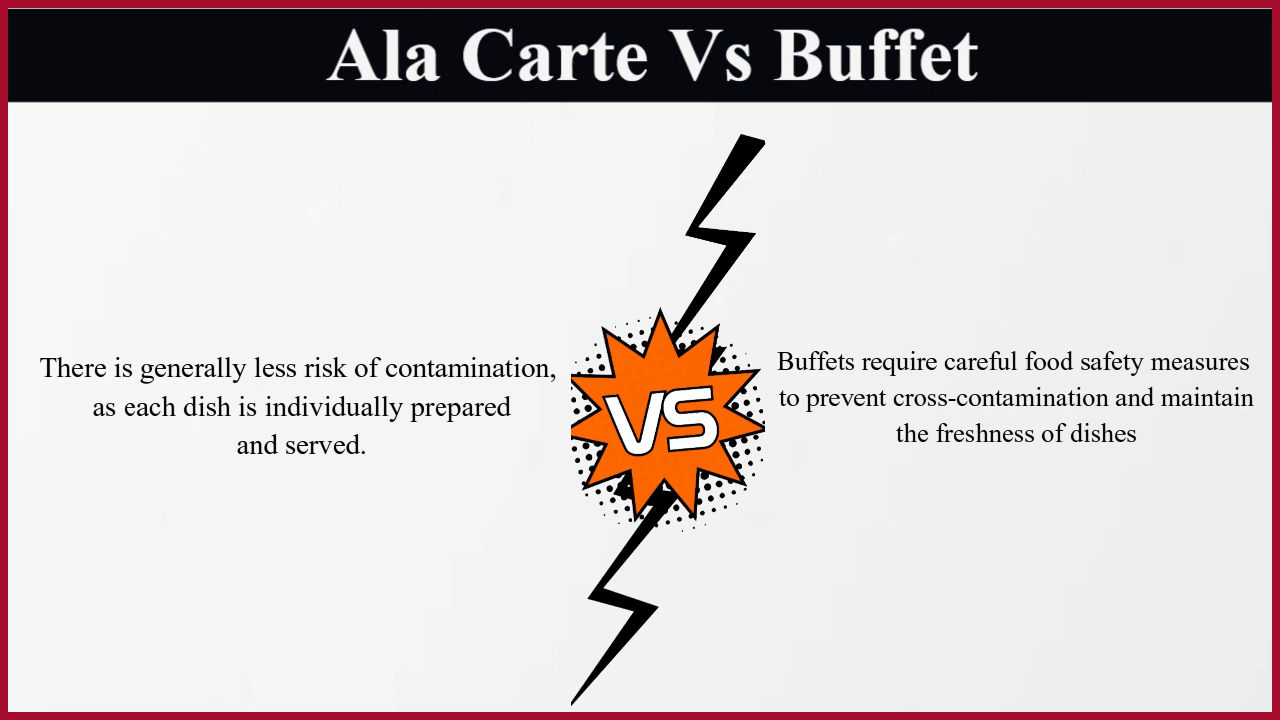 Ala Carte Vs Buffet
There is generally less risk of contamination,
as each dish is individually prepared
and served.
VS
Buffets require careful food safety measures
to prevent cross-contamination and maintain
the freshness of dishes